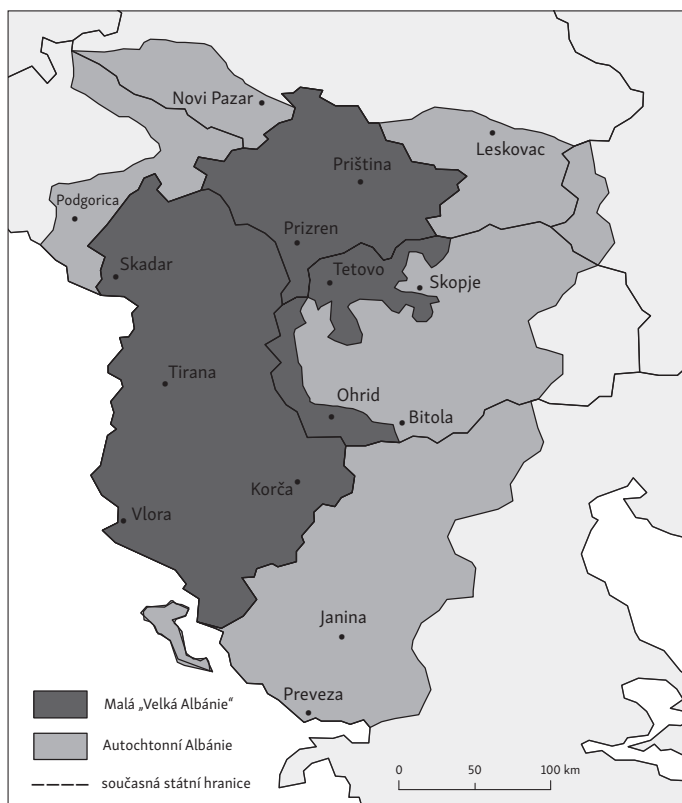 Novi Pazar
Leskovac
Priština
Podgorica
Prizren
Skadar
Tetovo
Skopje
Tirana
Ohrid
Bitola
Korča
Vlora
Janina
Preveza
Malá „Velká Albánie“
Autochtonní Albánie
současná státní hranice
0 50 100 km